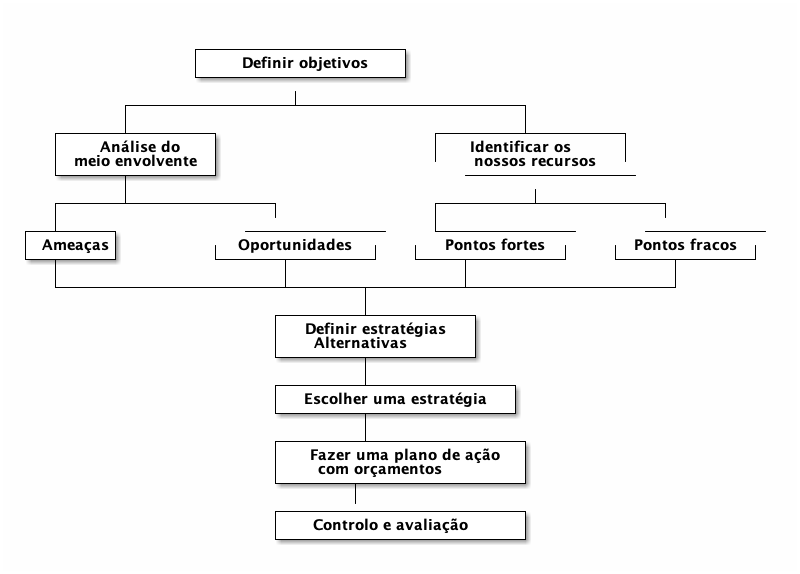 Definir objetivos
Análise do
meio envolvente
Identificar os
nossos recursos
Ameaças
Oportunidades
Pontos fortes
Pontos fracos
Definir estratégias
Alternativas
Escolher uma estratégia
Fazer uma plano de ação
com orçamentos
Controlo e avaliação